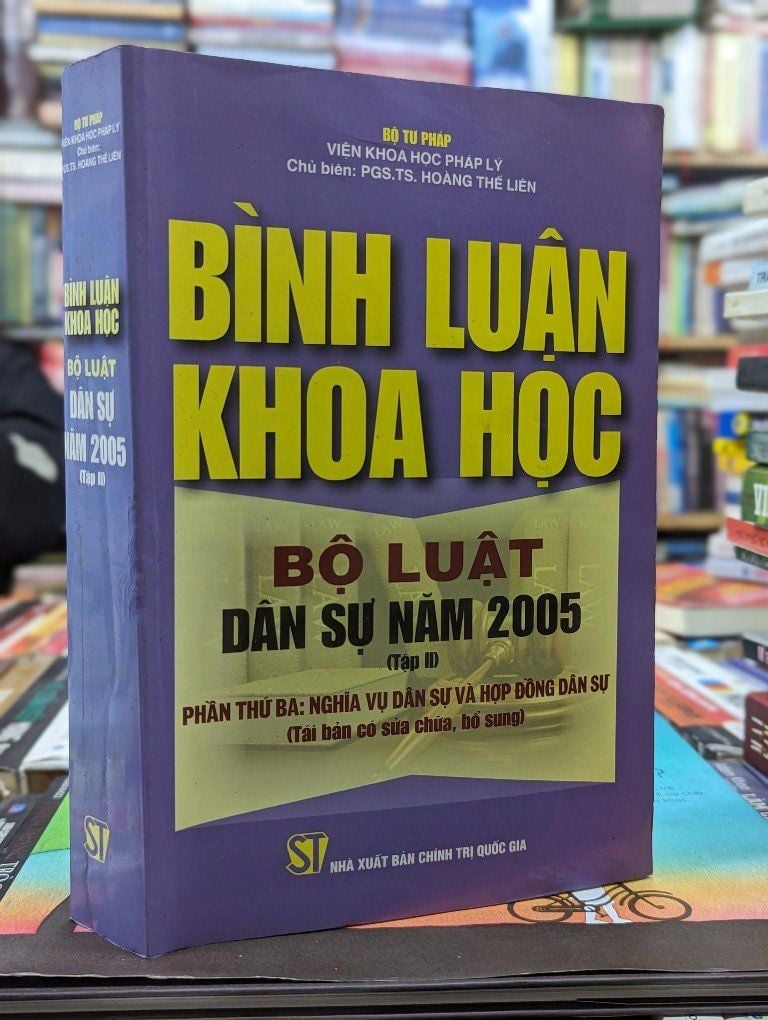 BỘ TƯ PHÁP
VIỆN KHOA HỌC PHÁP LÝ
Chủ biên: PGS.TS. HOÀNG THẾ LIÊN
BÌNH LUẬN
KHOA HỌC
BỘ LUẬT
DÂN SỰ NĂM 2005
(Tập II)
PHẦN THỨ BA: NGHĨA VỤ DÂN SỰ VÀ HỢP ĐỒNG DÂN SỰ
(Tái bản có sửa chữa, bổ sung)
ST NHÀ XUẤT BẢN CHÍNH TRỊ QUỐC GIA
LAW LAW LAW LAW
BỘ TƯ PHÁP
VIỆN KHOA HỌC PHÁP LÝ
Chủ biên:
PGS.TS. HOÀNG THẾ LIÊN
BÌNH LUẬN
KHOA HỌC
BỘ LUẬT
DÂN SỰ
NĂM 2005
(Tập II)
ST